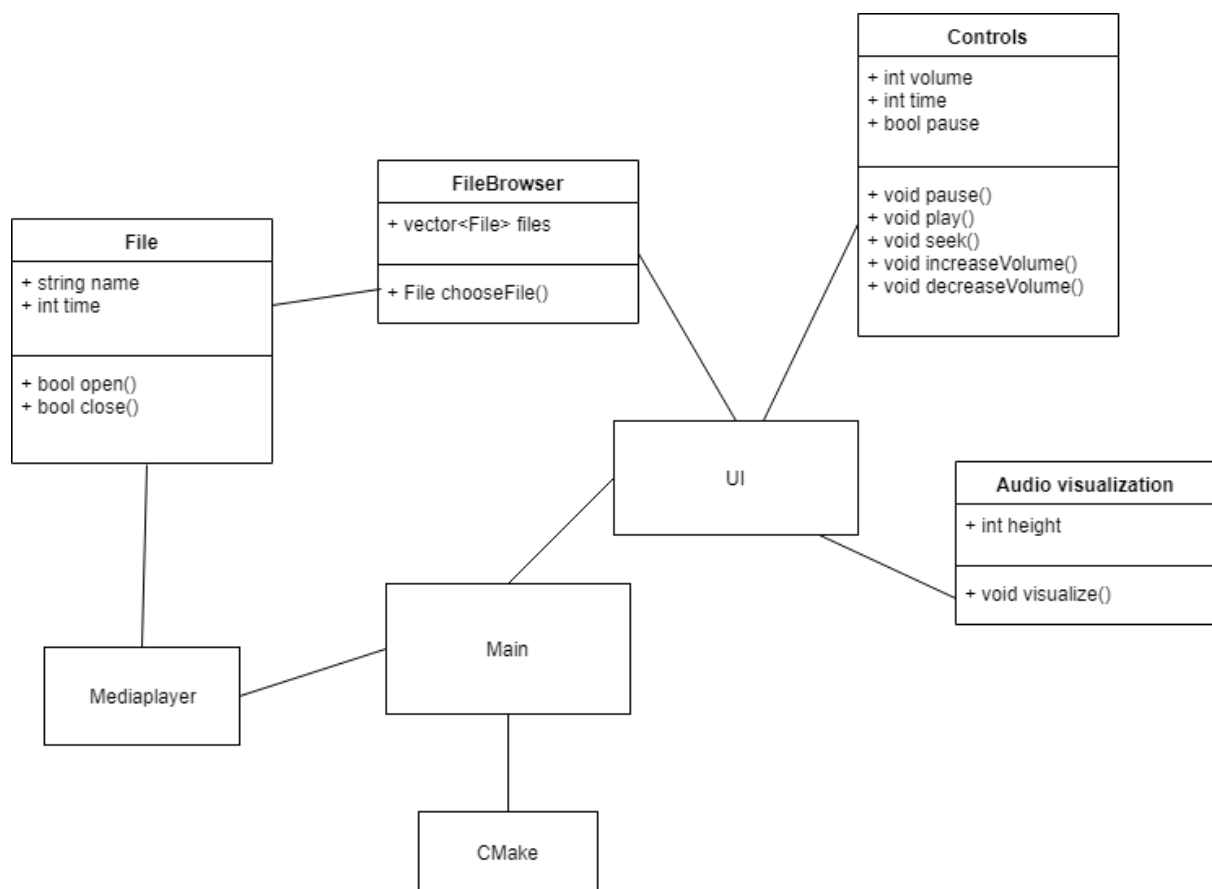 Controls
+ int volume
+ int time
+ bool pause
+ void pause()
+ void play()
+ void seek()
+ void increaseVolume()
+ void decreaseVolume()
FileBrowser
+ vector<File> files
+ File chooseFile()
File
+ string name
+ int time
+ bool open()
+ bool close()
UI
Audio visualization
+ int height
+ void visualize()
Main
Mediaplayer
CMake